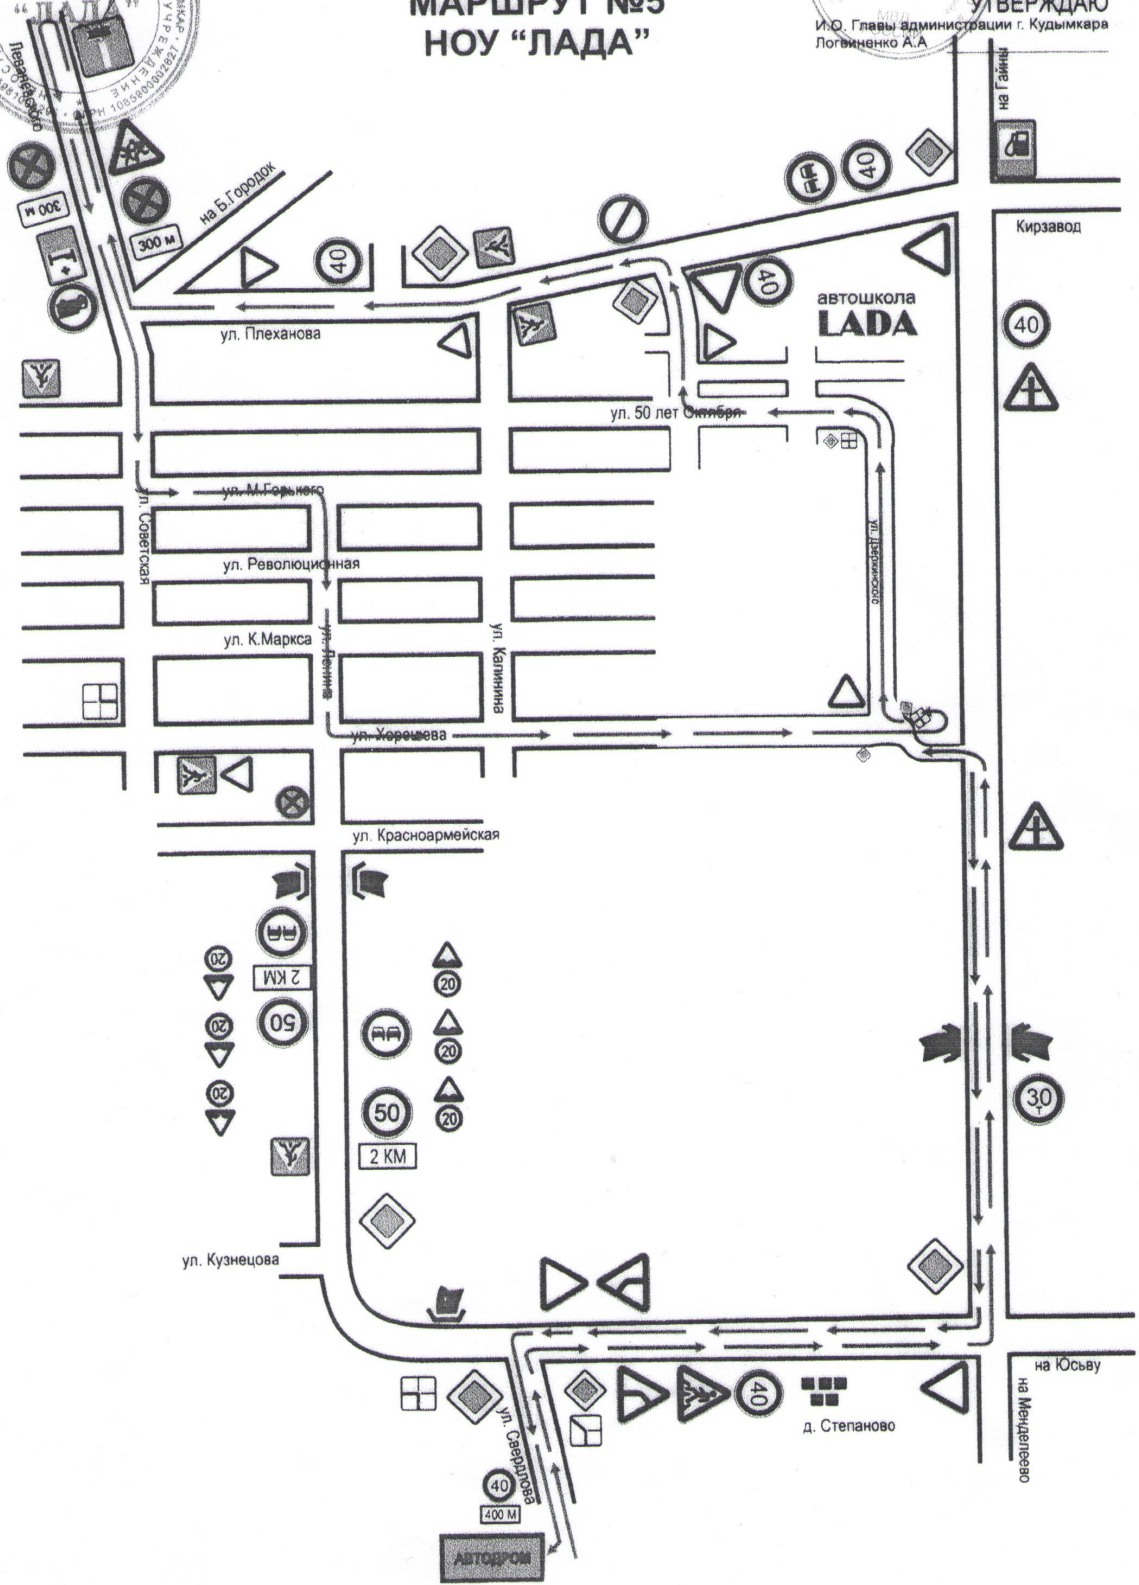 “ЛАДА”
МАРШРУТ №5
НОУ “ЛАДА”
УТВЕРЖДАЮ
И.О. Главы администрации г. Кудымкара
Логвиненко А.А
Леваневского
на Гайны
на Б.Городок
300 м
300 м
40
40
40
Кирзавод
автошкола
LADA
40
ул. Плеханова
ул. 50 лет Октября
ул. М.Горького
ул. Советская
ул. Революционная
ул. Дзержинского
ул. К.Маркса
ул. Ленина
ул. Калинина
ул. Хорошева
ул. Красноармейская
20
2 КМ
20
50
20
20
20
20
50
2 КМ
30
т
ул. Кузнецова
40
на Юсьву
на Менделеево
д. Степаново
ул. Свердлова
40
400 М
АВТОДРОМ